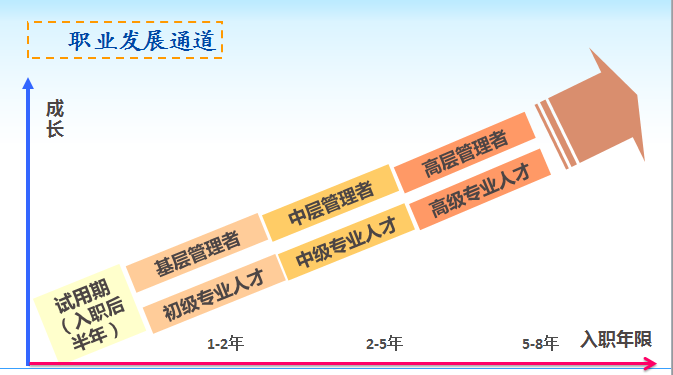 职业发展通道
成
长
高层管理者
高级专业人才
中层管理者
中级专业人才
基层管理者
初级专业人才
试用期
（入职后
半年）
1-2年
2-5年
5-8年
入职年限